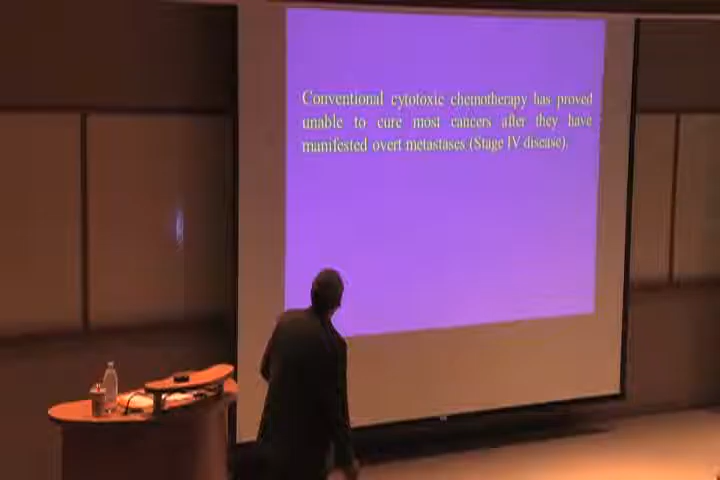 Conventional cytotoxic chemotherapy has proved
unable to cure most cancers after they have
manifested overt metastases (Stage IV disease).